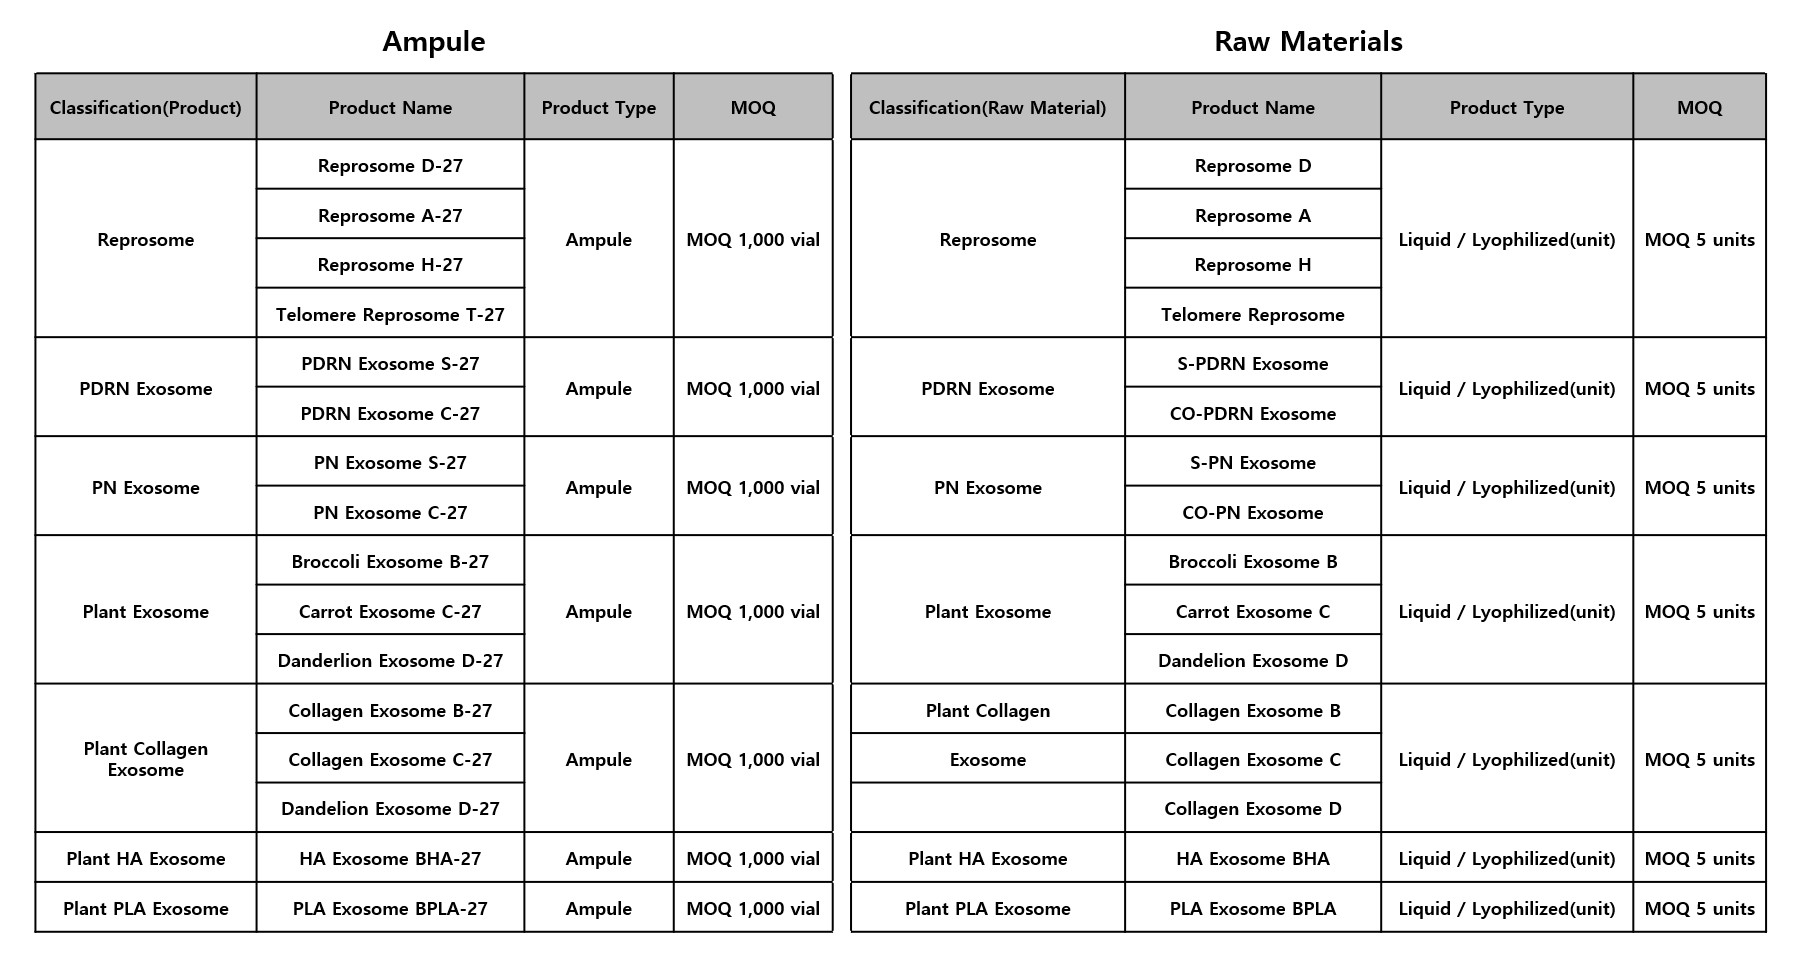 Ampule
Classification(Product) Product Name Product Type MOQ
Reprosome Reprosome D-27 Ampule MOQ 1,000 vial
Reprosome A-27
Reprosome H-27
Telomere Reprosome T-27
PDRN Exosome PDRN Exosome S-27 Ampule MOQ 1,000 vial
PDRN Exosome C-27
PN Exosome PN Exosome S-27 Ampule MOQ 1,000 vial
PN Exosome C-27
Plant Exosome Broccoli Exosome B-27 Ampule MOQ 1,000 vial
Carrot Exosome C-27
Danderlion Exosome D-27
Plant Collagen
Exosome Collagen Exosome B-27 Ampule MOQ 1,000 vial
Collagen Exosome C-27
Dandelion Exosome D-27
Plant HA Exosome HA Exosome BHA-27 Ampule MOQ 1,000 vial
Plant PLA Exosome PLA Exosome BPLA-27 Ampule MOQ 1,000 vial
Raw Materials
Classification(Raw Material) Product Name Product Type MOQ
Reprosome Reprosome D Liquid / Lyophilized(unit) MOQ 5 units
Reprosome A
Reprosome H
Telomere Reprosome
PDRN Exosome S-PDRN Exosome Liquid / Lyophilized(unit) MOQ 5 units
CO-PDRN Exosome
PN Exosome S-PN Exosome Liquid / Lyophilized(unit) MOQ 5 units
CO-PN Exosome
Plant Exosome Broccoli Exosome B Liquid / Lyophilized(unit) MOQ 5 units
Carrot Exosome C
Dandelion Exosome D
Plant Collagen Collagen Exosome B
Exosome Collagen Exosome C Liquid / Lyophilized(unit) MOQ 5 units
Collagen Exosome D
Plant HA Exosome HA Exosome BHA Liquid / Lyophilized(unit) MOQ 5 units
Plant PLA Exosome PLA Exosome BPLA Liquid / Lyophilized(unit) MOQ 5 units